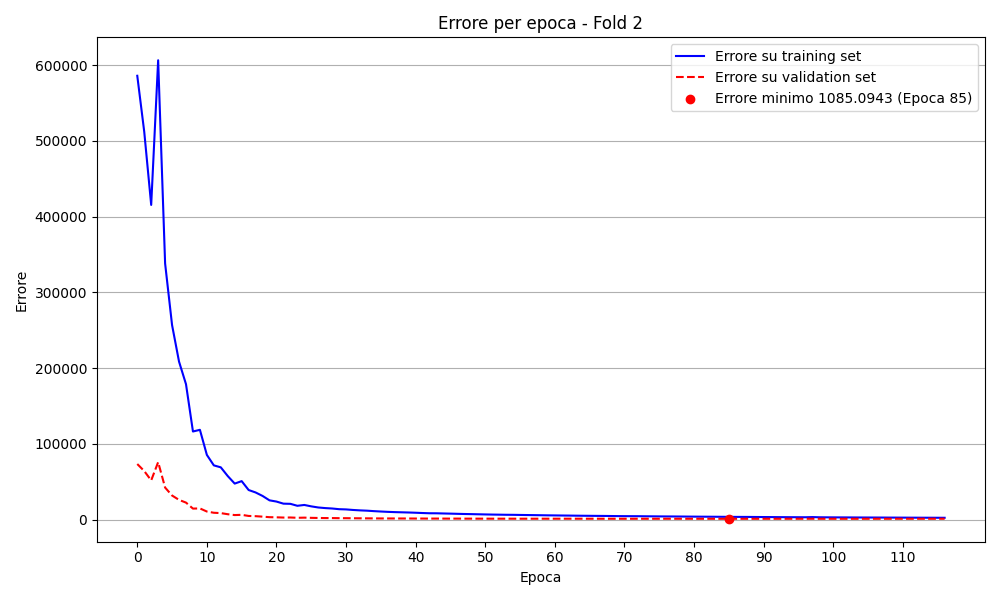 Errore per epoca - Fold 2
Errore su training set
Errore su validation set
Errore minimo 1085.0943 (Epoca 85)
Errore
600000
500000
400000
300000
200000
100000
0
0 10 20 30 40 50 60 70 80 90 100 110
Epoca